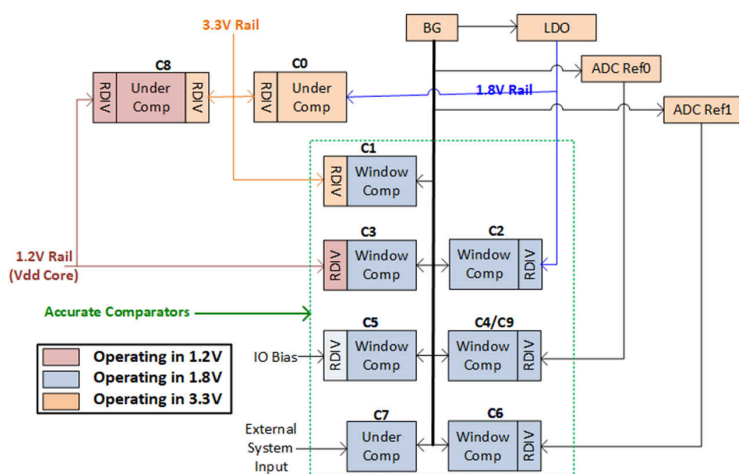 3.3V Rail
BG
LDO
C8
C0
ADC Ref0
RDIV
Under
Comp
RDIV
RDIV
Under
Comp
1.8V Rail
ADC Ref1
C1
RDIV
Window
Comp
C3
C2
1.2V Rail
(Vdd Core)
RDIV
Window
Comp
Window
Comp
RDIV
Accurate Comparators
C5
C4/C9
IO Bias
RDIV
Window
Comp
Window
Comp
RDIV
Operating in 1.2V
Operating in 1.8V
Operating in 3.3V
C7
C6
External
System
Input
Under
Comp
Window
Comp
RDIV